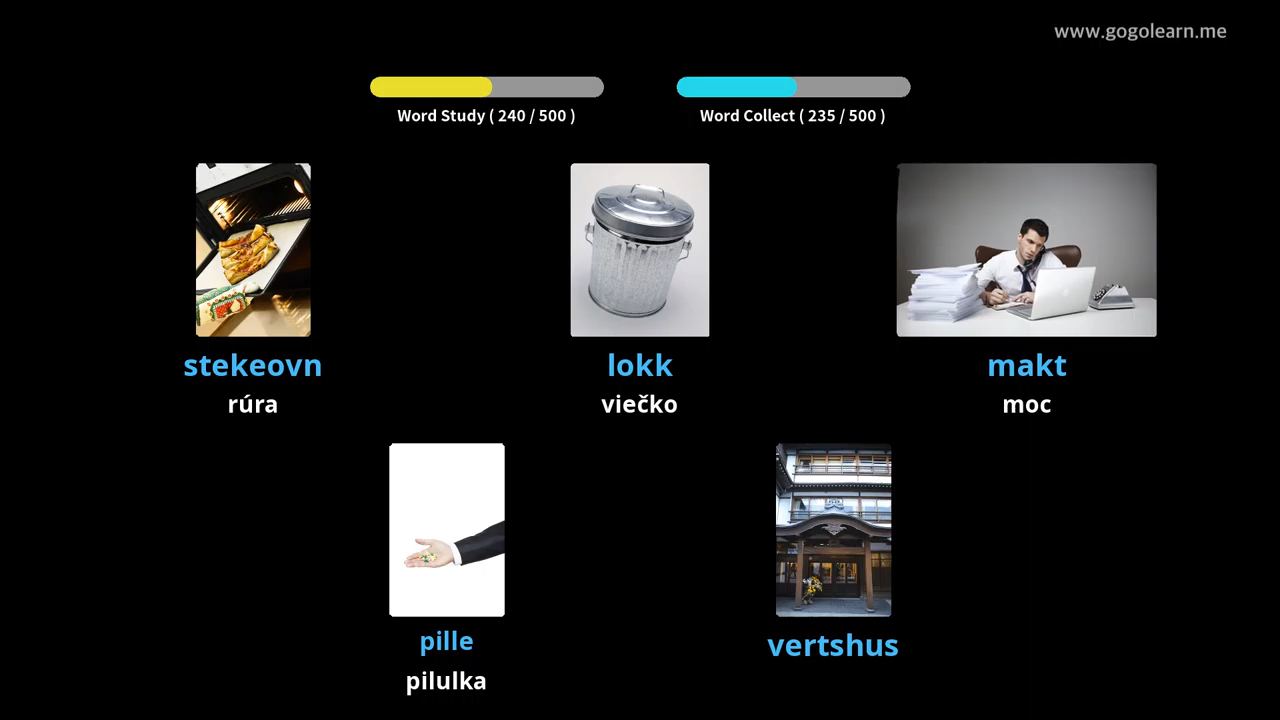 www.gogolearn.me
Word Study ( 240 / 500 )
Word Collect ( 235 / 500 )
stekeovn
rúra
lokk
viečko
makt
moc
pille
pilulka
vertshus